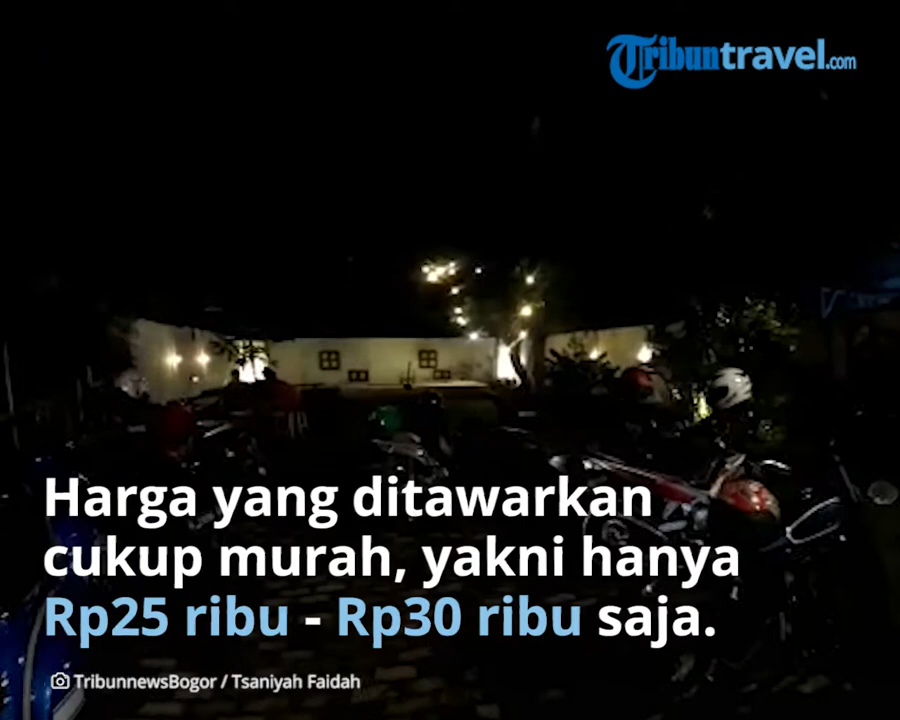 Tribuntravel.com
Harga yang ditawarkan
cukup murah, yakni hanya
Rp25 ribu - Rp30 ribu saja.
TribunnewsBogor / Tsaniyah Faidah